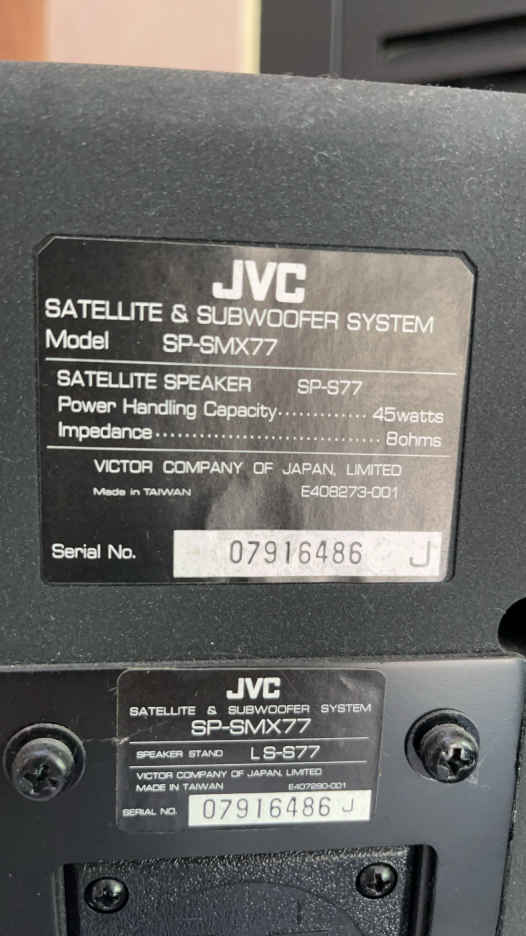 JVC
SATELLITE & SUBWOOFER SYSTEM
Model SP-SMX77
SATELLITE SPEAKER SP-S77
Power Handling Capacity············· 45watts
Impedance································ 8ohms
VICTOR COMPANY OF JAPAN, LIMITED
Made in TAIWAN E408273-001
Serial No. 07916486 J
JVC
SATELLITE & SUBWOOFER SYSTEM
SP-SMX77
SPEAKER STAND LS-S77
VICTOR COMPANY OF JAPAN, LIMITED
MADE IN TAIWAN E407290-001
SERIAL NO. 07916486 J